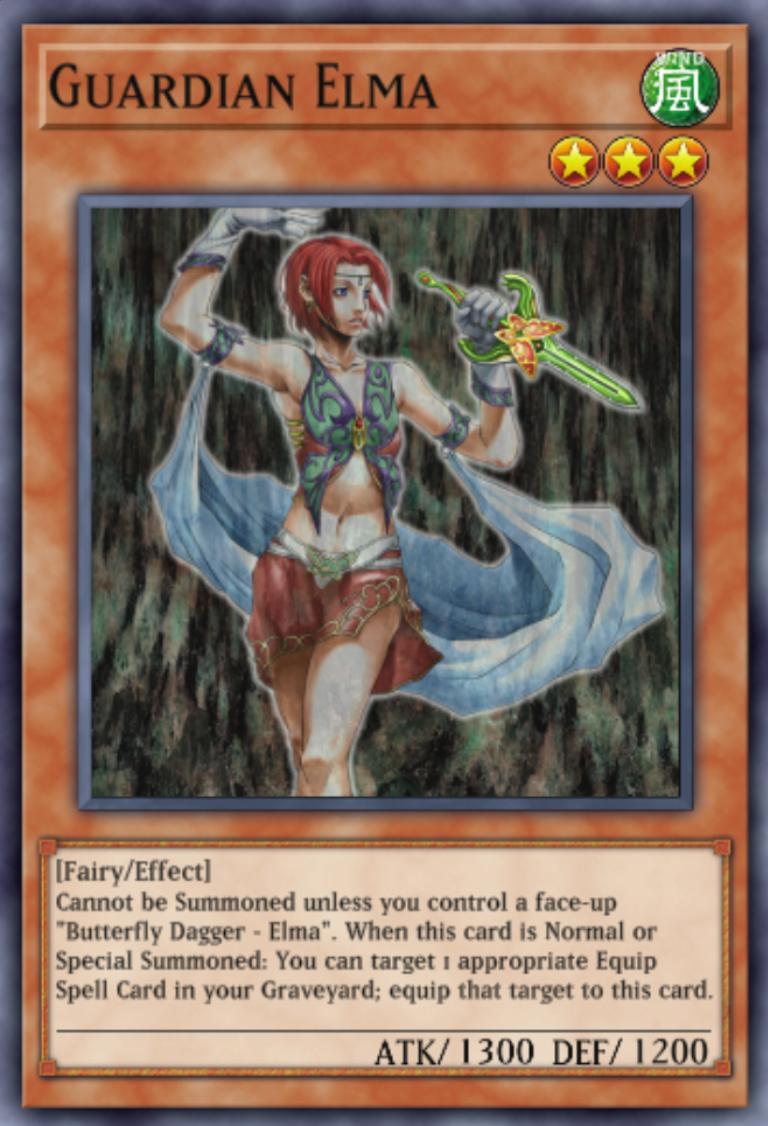 Guardian Elma
WIND
風
[Fairy/Effect]
Cannot be Summoned unless you control a face-up
"Butterfly Dagger - Elma". When this card is Normal or
Special Summoned: You can target 1 appropriate Equip
Spell Card in your Graveyard; equip that target to this card.
ATK/ 1300 DEF/ 1200